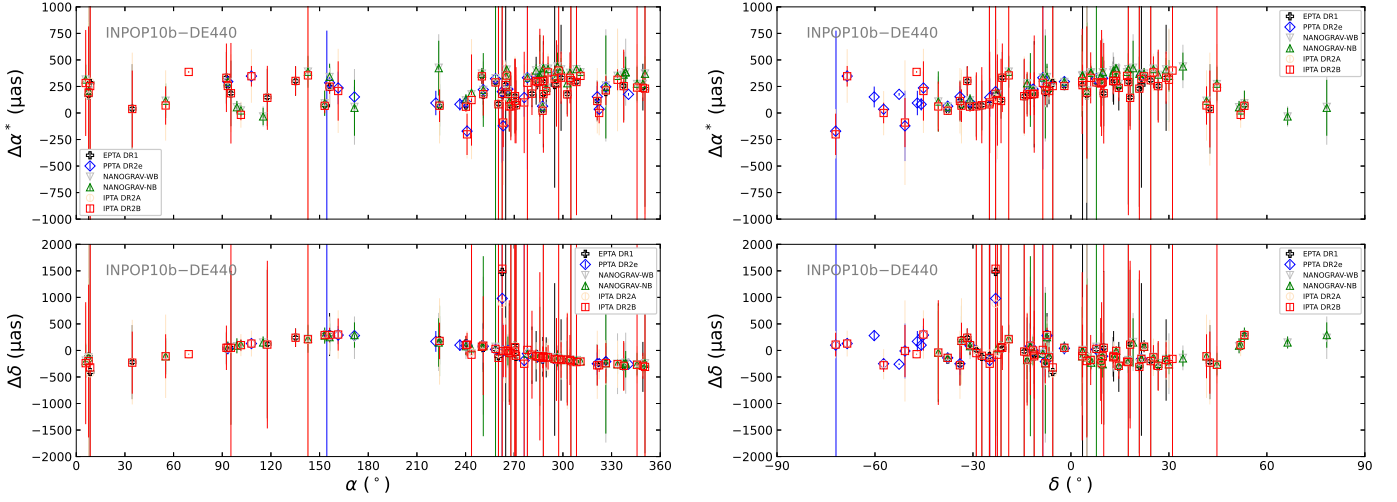 1000
750
500
250
0
−250
−500
−750
−1000
Δα* (μas)
INPOP10b−DE440
EPTA DR1
PPTA DR2e
NANOGRAV-WB
NANOGRAV-NB
IPTA DR2A
IPTA DR2B
1000
750
500
250
0
−250
−500
−750
−1000
Δα* (μas)
INPOP10b−DE440
EPTA DR1
PPTA DR2e
NANOGRAV-WB
NANOGRAV-NB
IPTA DR2A
IPTA DR2B
2000
1500
1000
500
0
−500
−1000
−1500
−2000
Δδ (μas)
INPOP10b−DE440
EPTA DR1
PPTA DR2e
NANOGRAV-WB
NANOGRAV-NB
IPTA DR2A
IPTA DR2B
0 30 60 90 120 150 180 210 240 270 300 330 360
α (°)
2000
1500
1000
500
0
−500
−1000
−1500
−2000
Δδ (μas)
INPOP10b−DE440
EPTA DR1
PPTA DR2e
NANOGRAV-WB
NANOGRAV-NB
IPTA DR2A
IPTA DR2B
−90 −60 −30 0 30 60 90
δ (°)